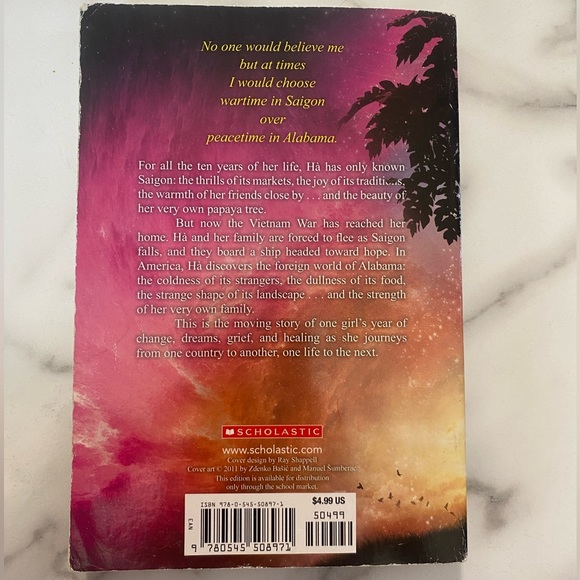 No one would believe me
but at times
I would choose
wartime in Saigon
over
peacetime in Alabama.
For all the ten years of her life, Hà has only known
Saigon: the thrills of its markets, the joy of its traditions,
the warmth of her friends close by . . . and the beauty of
her very own papaya tree.
But now the Vietnam War has reached her
home. Hà and her family are forced to flee as Saigon
falls, and they board a ship headed toward hope. In
America, Hà discovers the foreign world of Alabama:
the coldness of its strangers, the dullness of its food,
the strange shape of its landscape . . . and the strength
of her very own family.
This is the moving story of one girl's year of
change, dreams, grief, and healing as she journeys
from one country to another, one life to the next.
SCHOLASTIC
www.scholastic.com
Cover design by Ray Shappell
Cover art © 2011 by Zdenko Bašić and Manuel Šumberac
This edition is available for distribution
only through the school market.
ISBN 978-0-545-50897-1
$4.99 US
50499
EAN
9 780545 508971